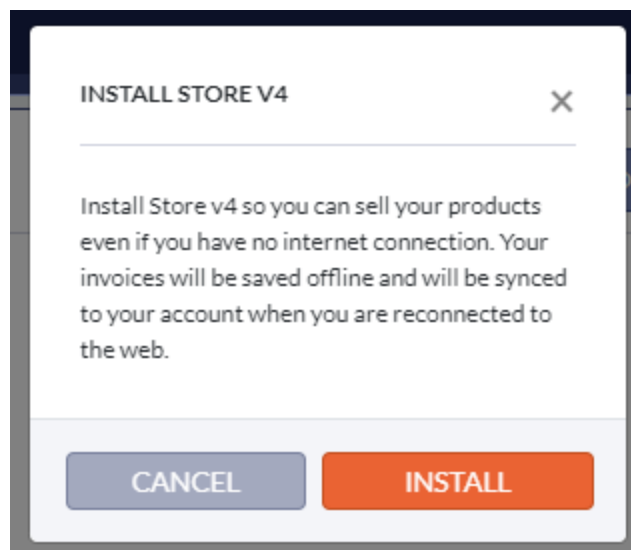 INSTALL STORE V4
Install Store v4 so you can sell your products
even if you have no internet connection. Your
invoices will be saved offline and will be synced
to your account when you are reconnected to
the web.
CANCEL
INSTALL